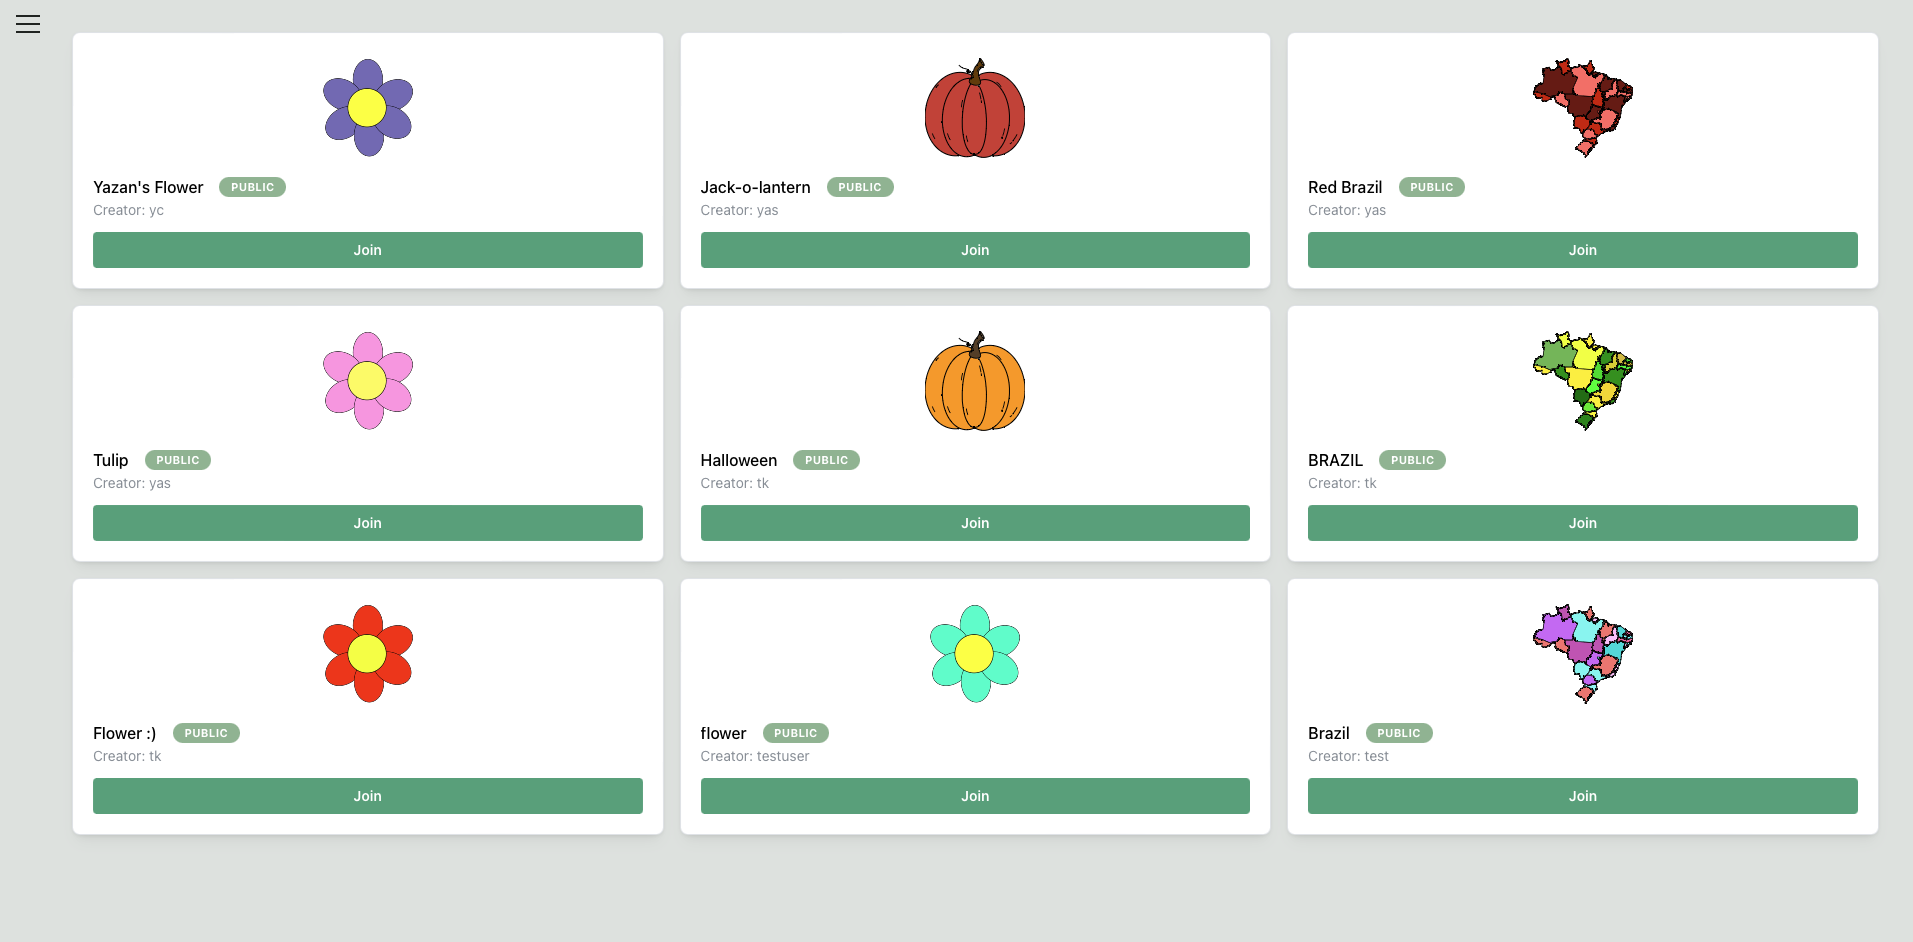 Yazan's Flower PUBLIC
Creator: yc
Join
Jack-o-lantern PUBLIC
Creator: yas
Join
Red Brazil PUBLIC
Creator: yas
Join
Tulip PUBLIC
Creator: yas
Join
Halloween PUBLIC
Creator: tk
Join
BRAZIL PUBLIC
Creator: tk
Join
Flower :) PUBLIC
Creator: tk
Join
flower PUBLIC
Creator: testuser
Join
Brazil PUBLIC
Creator: test
Join